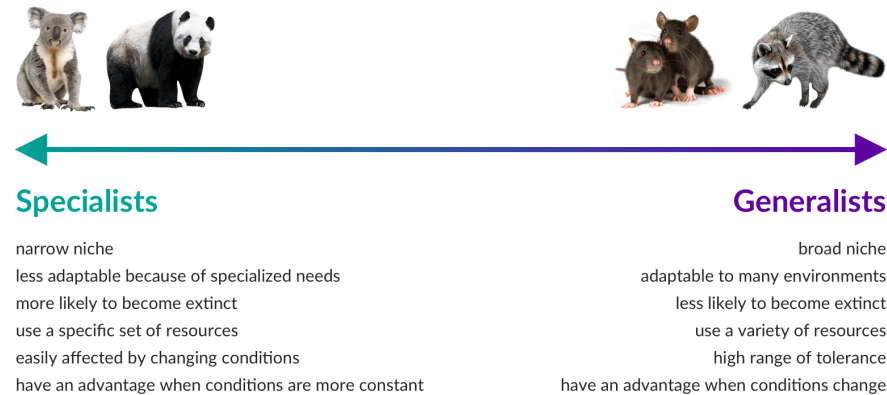 Specialists
narrow niche
less adaptable because of specialized needs
more likely to become extinct
use a specific set of resources
easily affected by changing conditions
have an advantage when conditions are more constant
Generalists
broad niche
adaptable to many environments
less likely to become extinct
use a variety of resources
high range of tolerance
have an advantage when conditions change